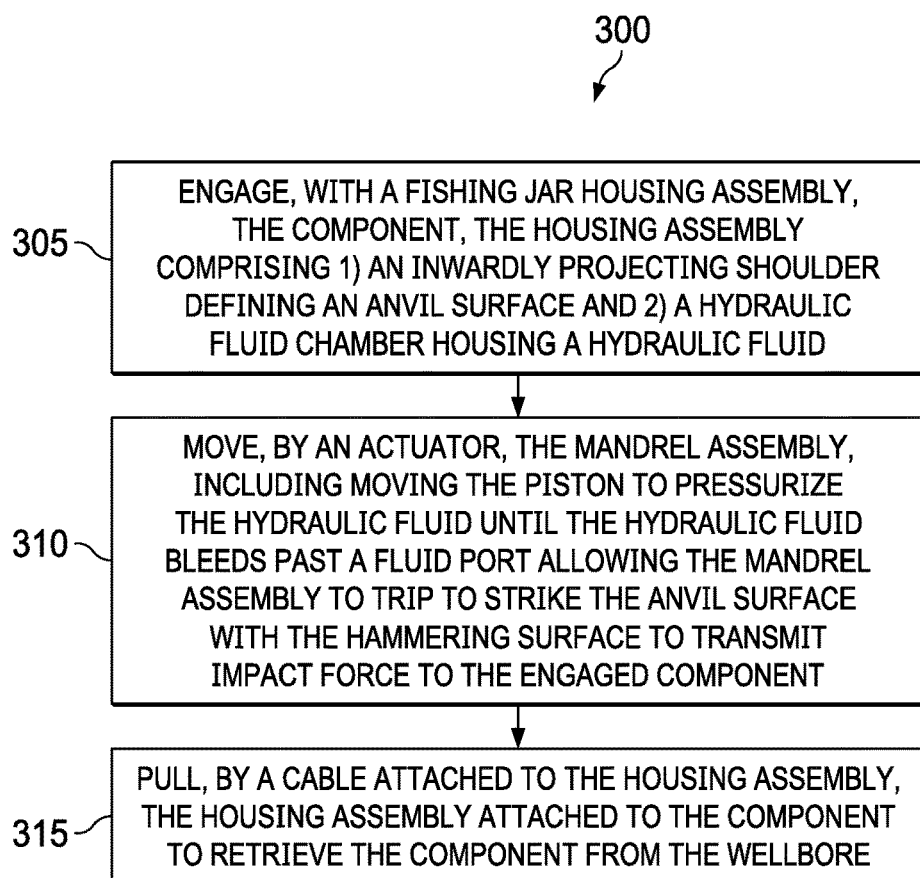 300
305
ENGAGE, WITH A FISHING JAR HOUSING ASSEMBLY,
THE COMPONENT, THE HOUSING ASSEMBLY
COMPRISING 1) AN INWARDLY PROJECTING SHOULDER
DEFINING AN ANVIL SURFACE AND 2) A HYDRAULIC
FLUID CHAMBER HOUSING A HYDRAULIC FLUID
310
MOVE, BY AN ACTUATOR, THE MANDREL ASSEMBLY,
INCLUDING MOVING THE PISTON TO PRESSURIZE
THE HYDRAULIC FLUID UNTIL THE HYDRAULIC FLUID
BLEEDS PAST A FLUID PORT ALLOWING THE MANDREL
ASSEMBLY TO TRIP TO STRIKE THE ANVIL SURFACE
WITH THE HAMMERING SURFACE TO TRANSMIT
IMPACT FORCE TO THE ENGAGED COMPONENT
315
PULL, BY A CABLE ATTACHED TO THE HOUSING ASSEMBLY,
THE HOUSING ASSEMBLY ATTACHED TO THE COMPONENT
TO RETRIEVE THE COMPONENT FROM THE WELLBORE